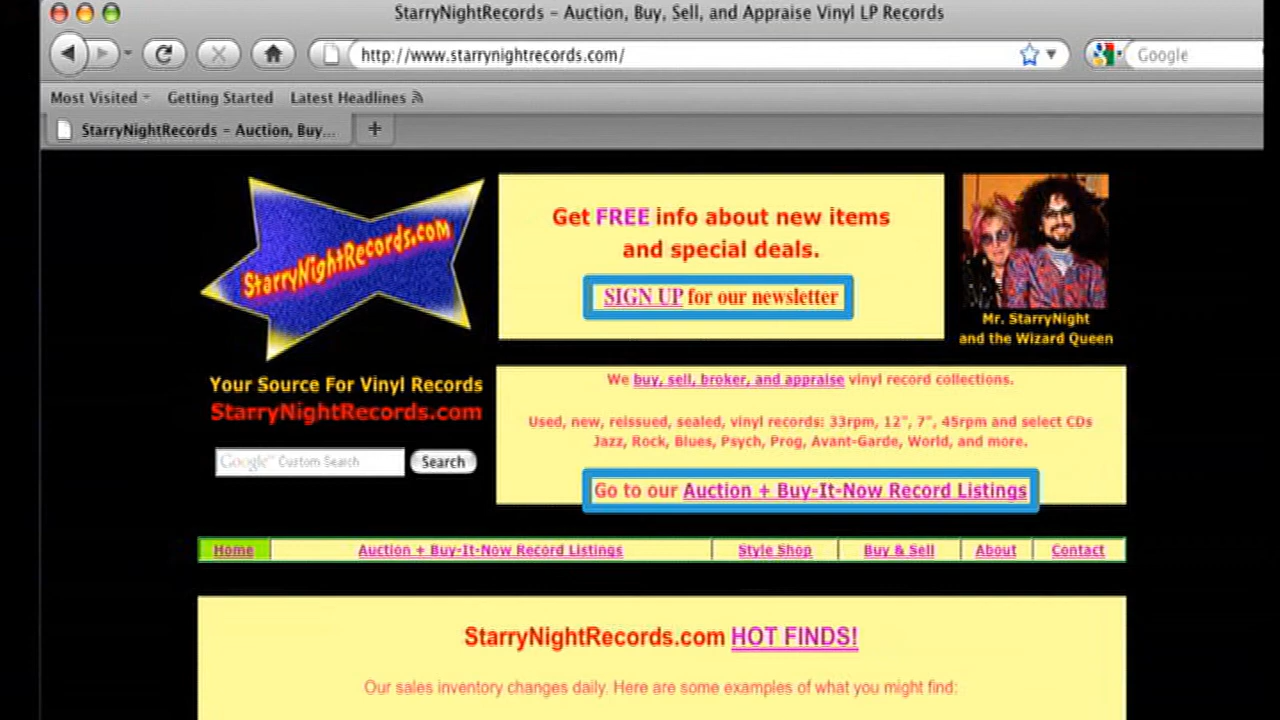 StarryNightRecords – Auction, Buy, Sell, and Appraise Vinyl LP Records
http://www.starrynightrecords.com/
Google
Most Visited
Getting Started
Latest Headlines
StarryNightRecords – Auction, Buy...
StarryNightRecords.com
Get FREE info about new items
and special deals.
SIGN UP for our newsletter
Mr. StarryNight
and the Wizard Queen
Your Source For Vinyl Records
StarryNightRecords.com
Google™ Custom Search
Search
We buy, sell, broker, and appraise vinyl record collections.
Used, new, reissued, sealed, vinyl records: 33rpm, 12", 7", 45rpm and select CDs
Jazz, Rock, Blues, Psych, Prog, Avant-Garde, World, and more.
Go to our Auction + Buy-It-Now Record Listings
Home
Auction + Buy-It-Now Record Listings
Style Shop
Buy & Sell
About
Contact
StarryNightRecords.com HOT FINDS!
Our sales inventory changes daily. Here are some examples of what you might find: